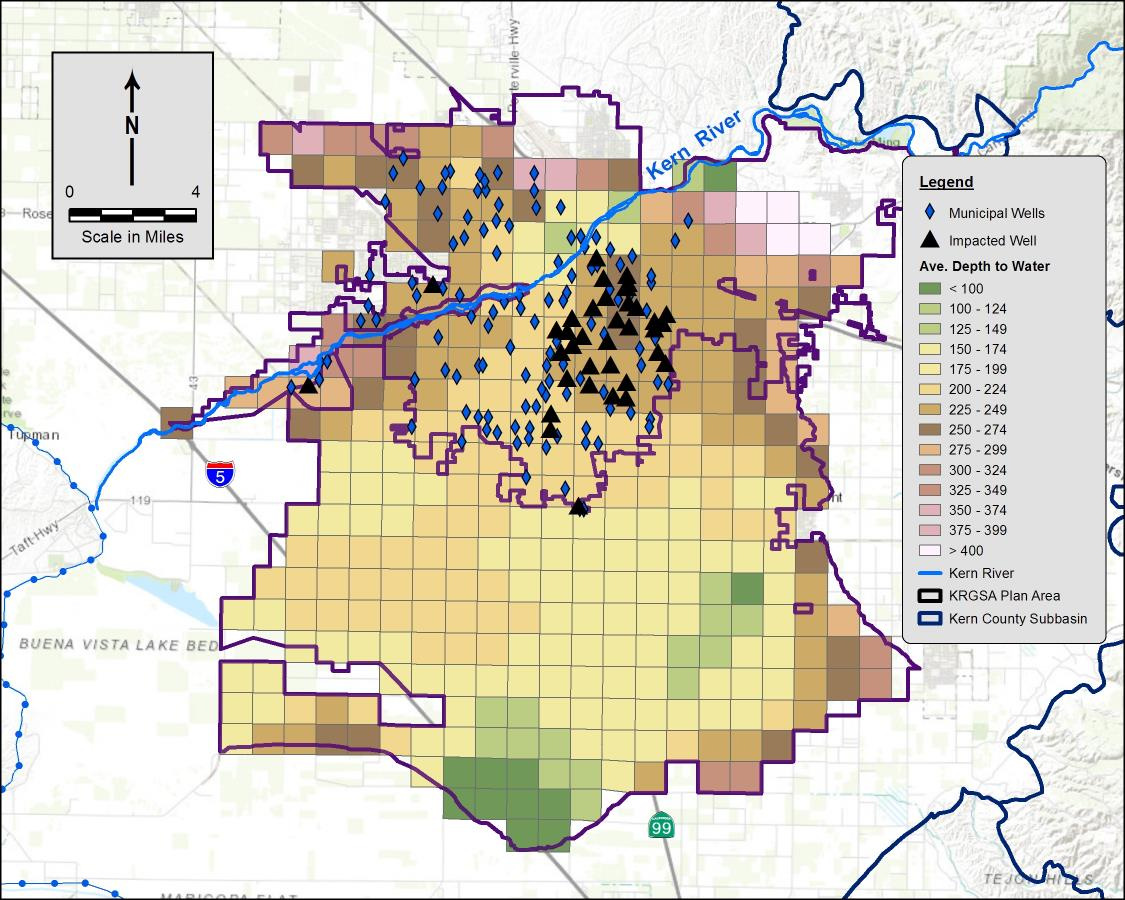 N
0
4
Scale in Miles
Kern River
Rose
43
Tupman
5
119
Taft-Hwy
BUENA VISTA LAKE BED
99
MARICOPA FLAT
TEJON HILLS
nt
Legend
Municipal Wells
Impacted Well
Ave. Depth to Water
< 100
100 - 124
125 - 149
150 - 174
175 - 199
200 - 224
225 - 249
250 - 274
275 - 299
300 - 324
325 - 349
350 - 374
375 - 399
> 400
Kern River
KRGSA Plan Area
Kern County Subbasin